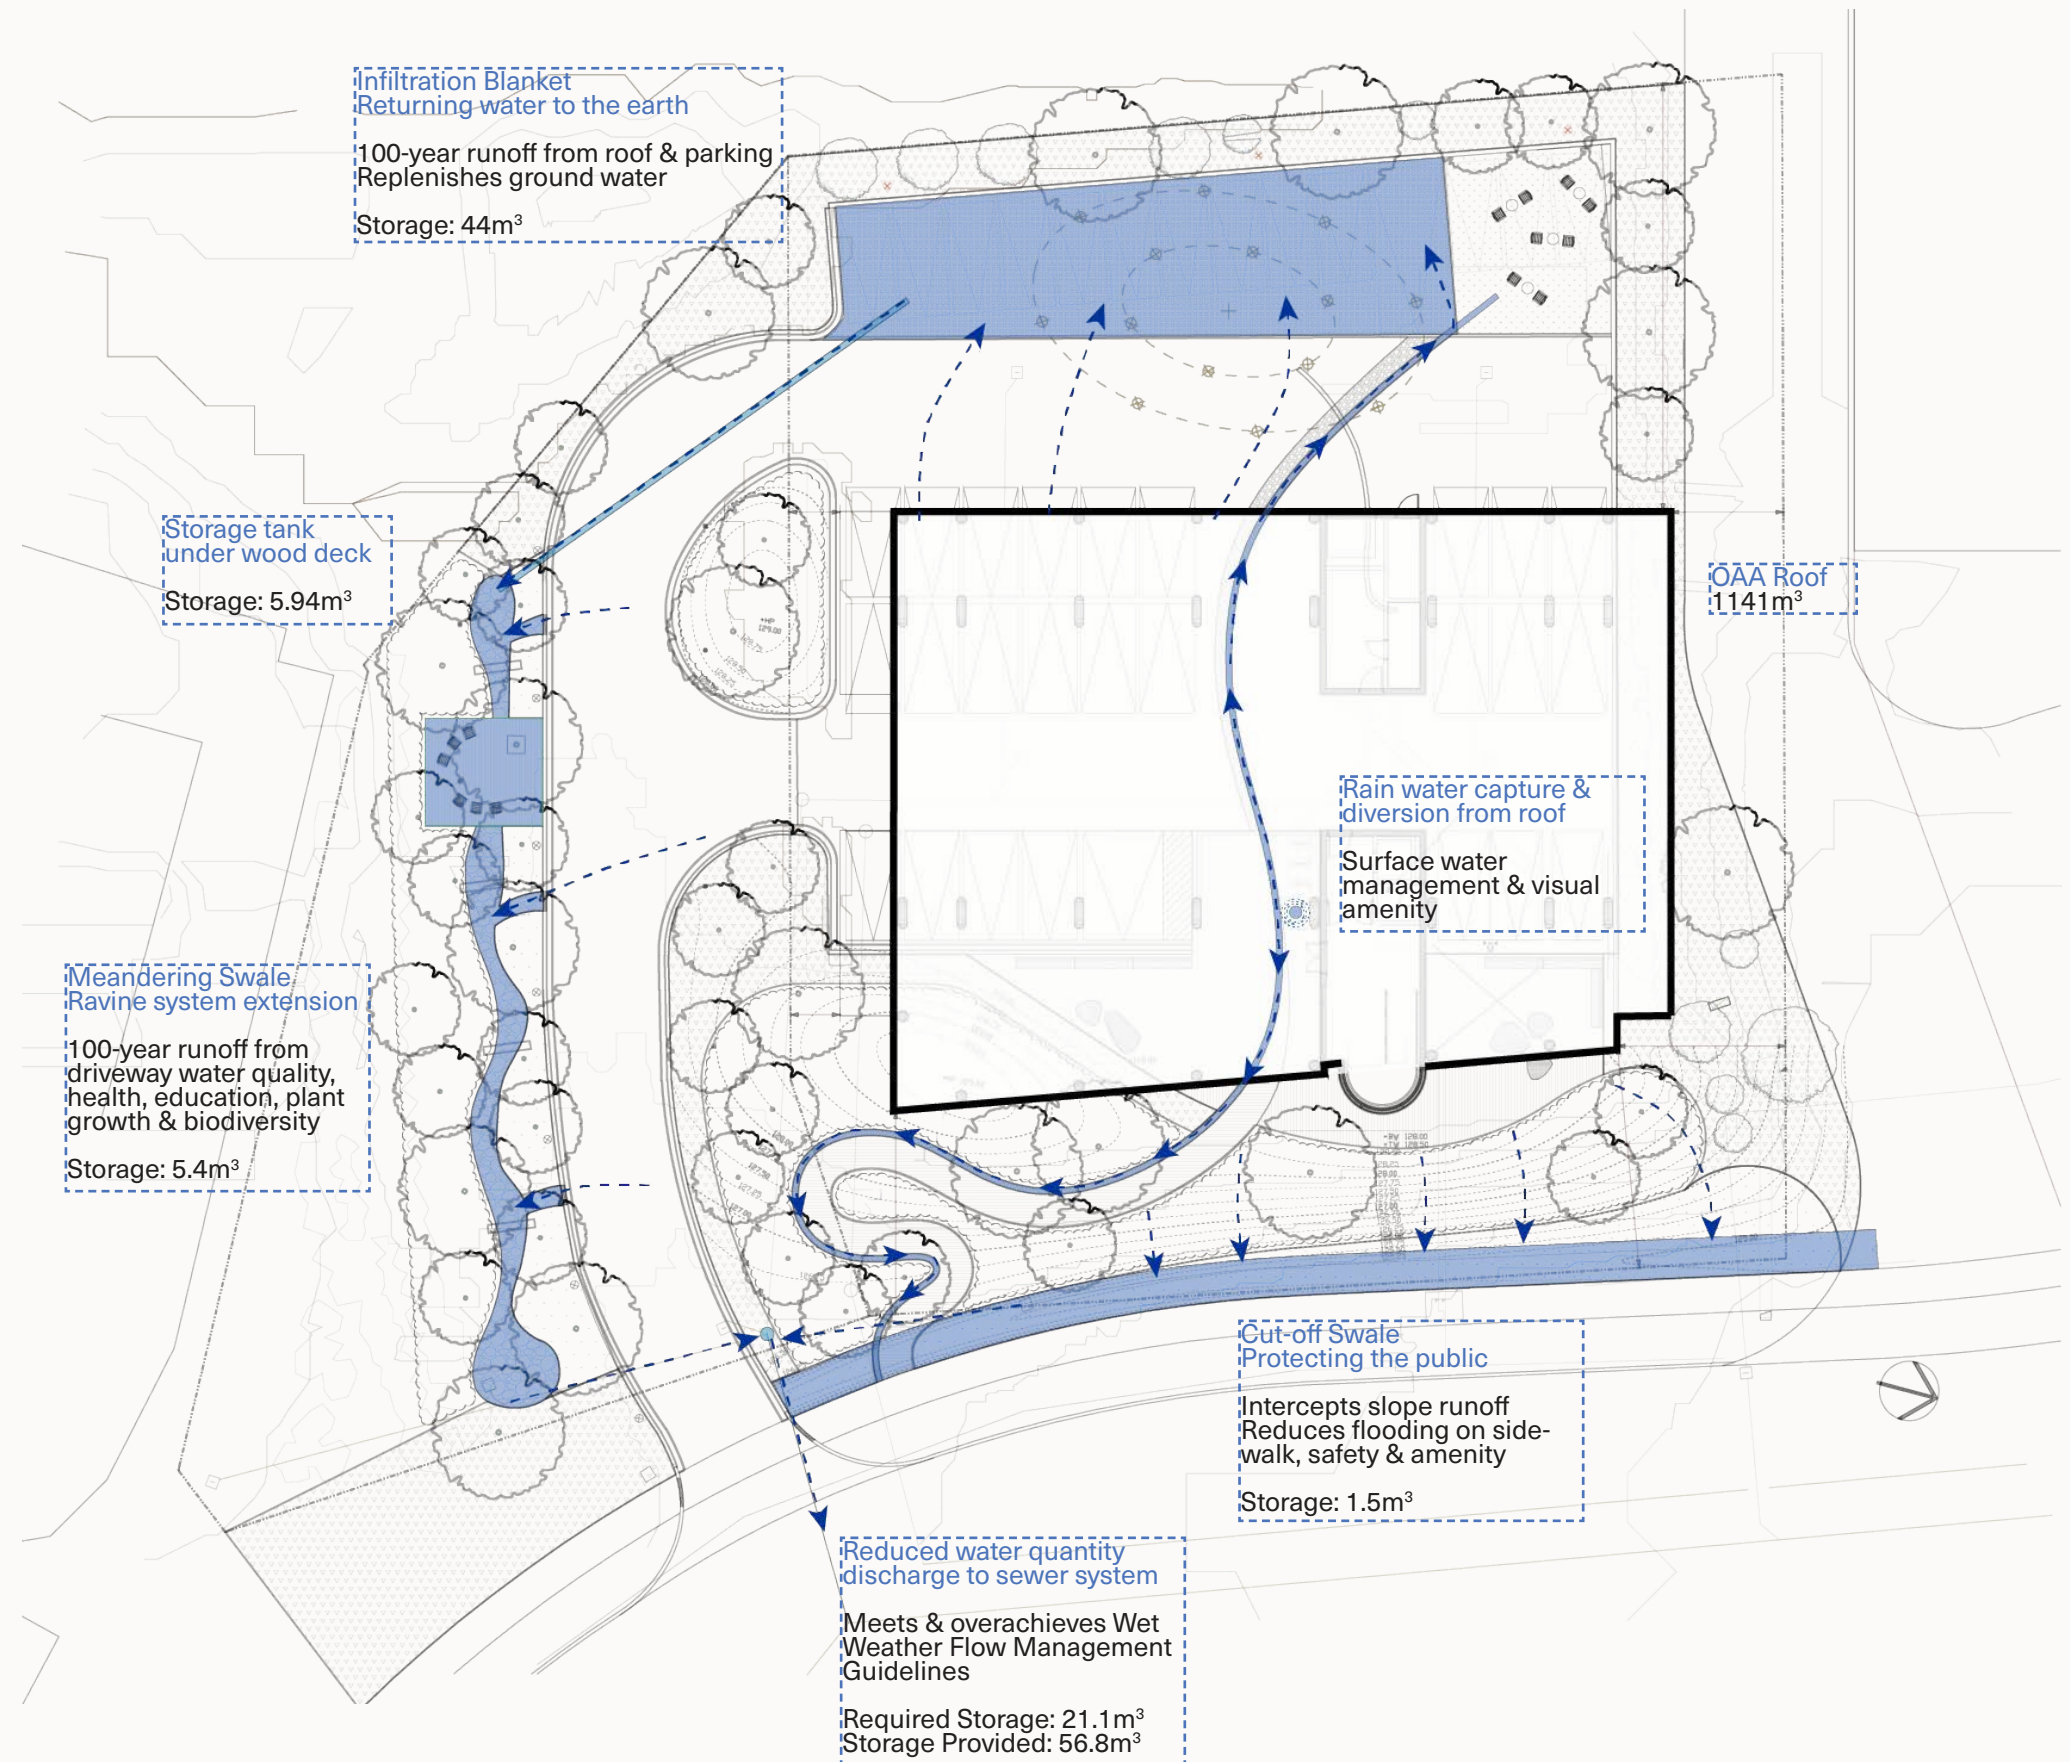 Infiltration Blanket
Returning water to the earth
100-year runoff from roof & parking
Replenishes ground water
Storage: 44m³
Storage tank
under wood deck
Storage: 5.94m³
OAA Roof
1141m³
Rain water capture &
diversion from roof
Surface water
management & visual
amenity
Meandering Swale
Ravine system extension
100-year runoff from
driveway water quality,
health, education, plant
growth & biodiversity
Storage: 5.4m³
Cut-off Swale
Protecting the public
Intercepts slope runoff
Reduces flooding on side-
walk, safety & amenity
Storage: 1.5m³
Reduced water quantity
discharge to sewer system
Meets & overachieves Wet
Weather Flow Management
Guidelines
Required Storage: 21.1m³
Storage Provided: 56.8m³